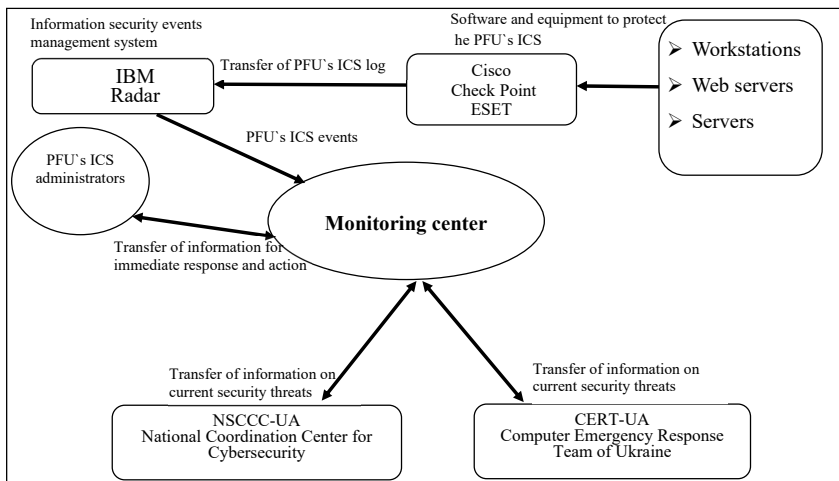 Information security events
management system
Software and equipment to protect
he PFU`s ICS
IBM
Radar
Transfer of PFU`s ICS log
Cisco
Check Point
ESET
➢ Workstations
➢ Web servers
➢ Servers
PFU`s ICS events
PFU`s ICS
administrators
Monitoring center
Transfer of information for
immediate response and action
Transfer of information on
current security threats
Transfer of information on
current security threats
NSCCC-UA
National Coordination Center for
Cybersecurity
CERT-UA
Computer Emergency Response
Team of Ukraine